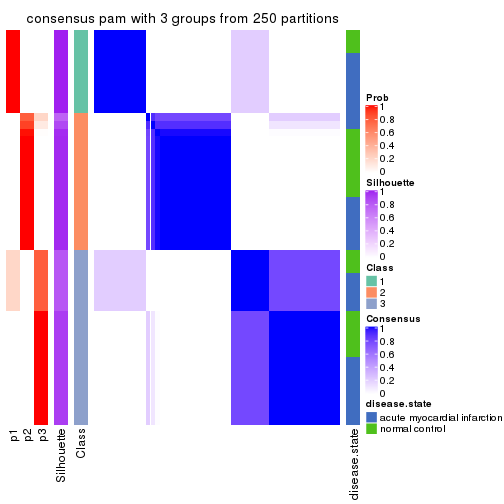 consensus pam with 3 groups from 250 partitions
Prob
1
0.8
0.6
0.4
0.2
0
Silhouette
1
0.8
0.6
0.4
0.2
0
Class
1
2
3
Consensus
1
0.8
0.6
0.4
0.2
0
disease.state
acute myocardial infarction
normal control
p1
p2
p3
Silhouette
Class
disease.state